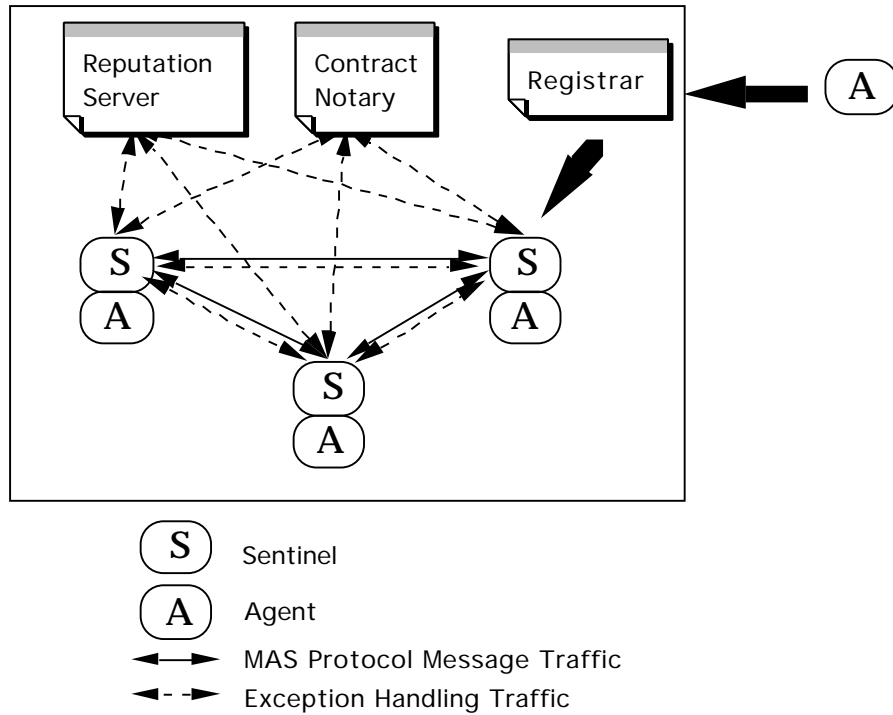 Reputation
Server
Contract
Notary
Registrar
A
S
S
A
A
S
A
S
Sentinel
A
Agent
MAS Protocol Message Traffic
Exception Handling Traffic